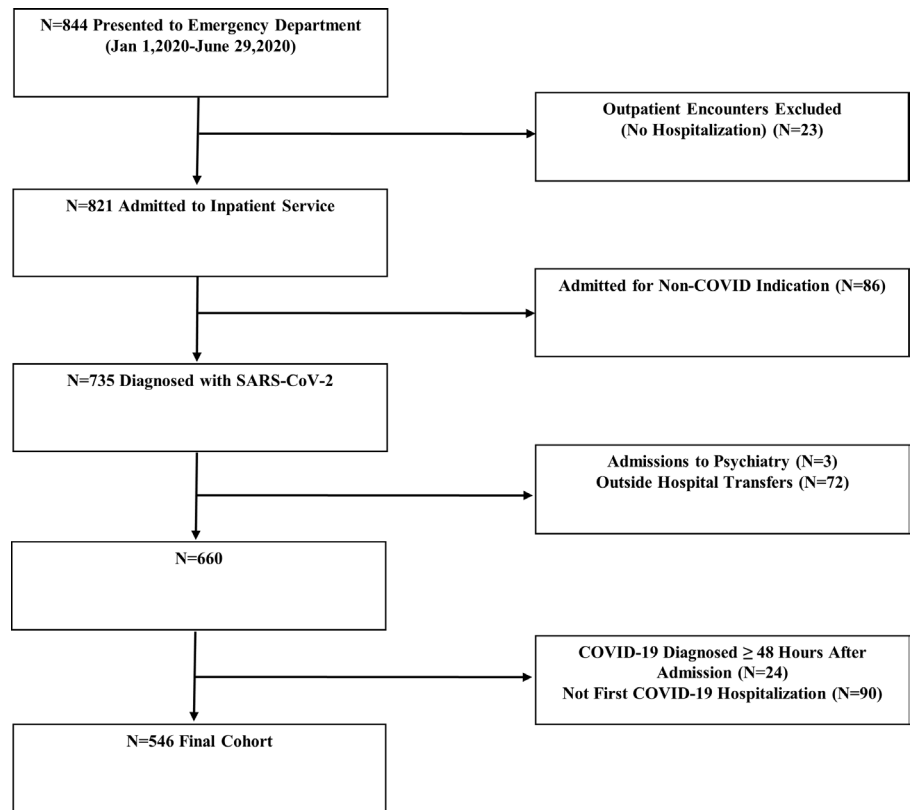 N=844 Presented to Emergency Department
(Jan 1,2020-June 29,2020)
Outpatient Encounters Excluded
(No Hospitalization) (N=23)
N=821 Admitted to Inpatient Service
Admitted for Non-COVID Indication (N=86)
N=735 Diagnosed with SARS-CoV-2
Admissions to Psychiatry (N=3)
Outside Hospital Transfers (N=72)
N=660
COVID-19 Diagnosed ≥ 48 Hours After
Admission (N=24)
Not First COVID-19 Hospitalization (N=90)
N=546 Final Cohort